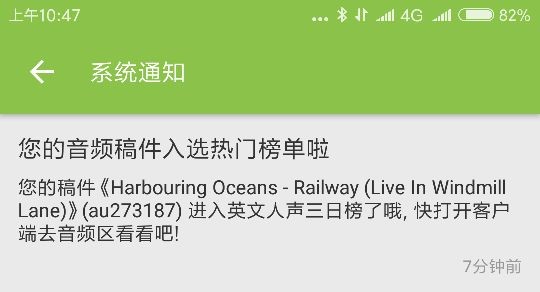 上午10:47
4G 82%
系统通知
您的音频稿件入选热门榜单啦
您的稿件《Harbouring Oceans - Railway (Live In Windmill
Lane)》(au273187) 进入英文人声三日榜了哦, 快打开客户
端去音频区看看吧!
7分钟前